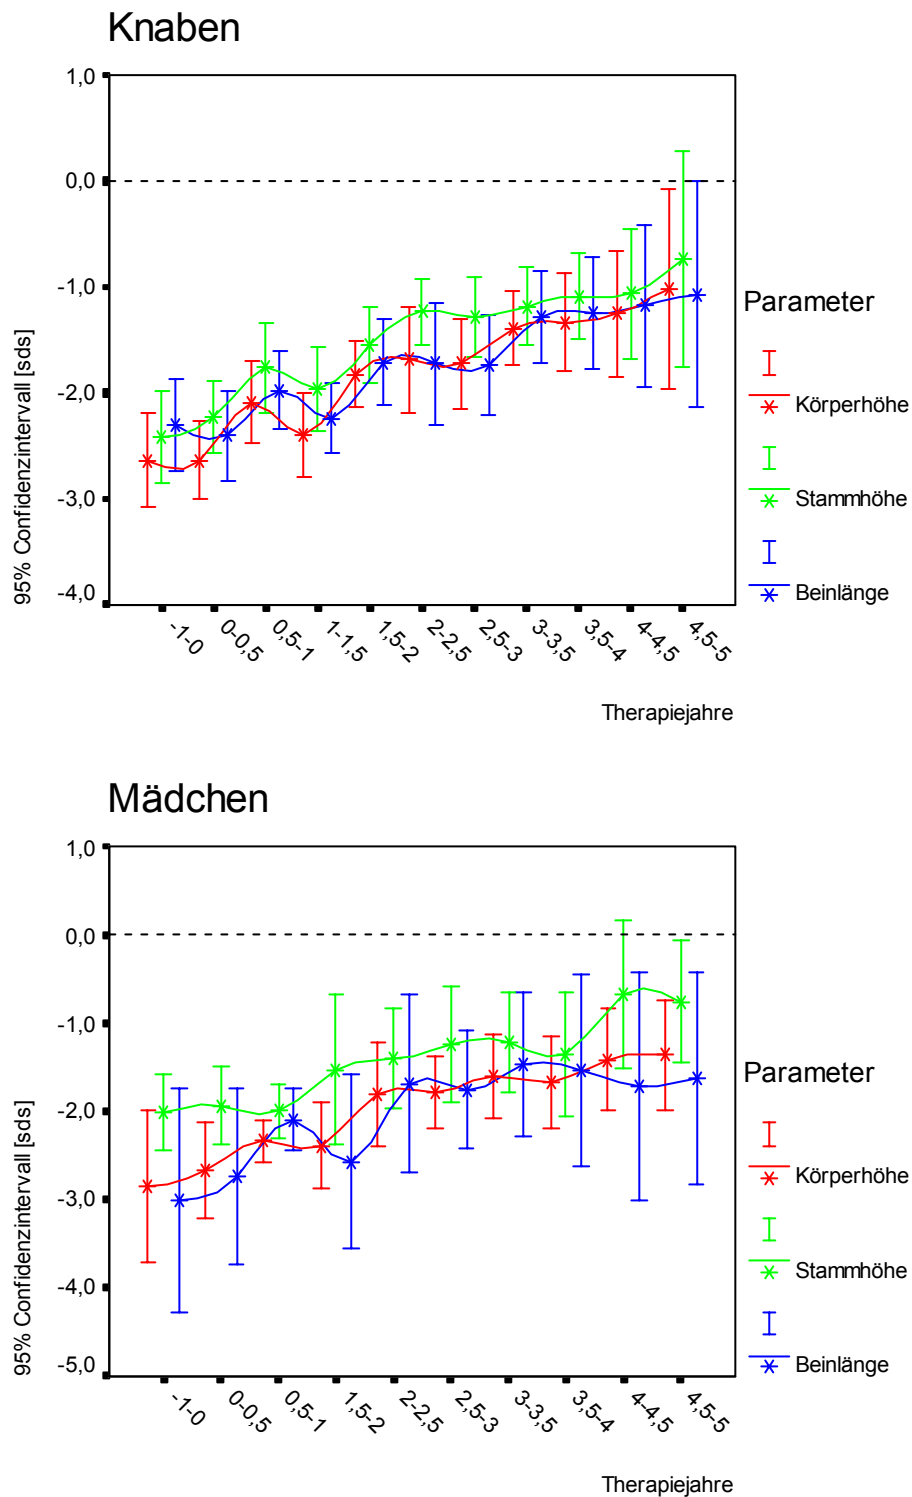 Knaben
1,0
0,0
-1,0
-2,0
-3,0
-4,0
95% Confidenzintervall [sds]
-1-0
0-0,5
0,5-1
1-1,5
1,5-2
2-2,5
2,5-3
3-3,5
3,5-4
4-4,5
4,5-5
Therapiejahre
Parameter
Körperhöhe
Stammhöhe
Beinlänge
Mädchen
1,0
0,0
-1,0
-2,0
-3,0
-4,0
-5,0
95% Confidenzintervall [sds]
-1-0
0-0,5
0,5-1
1,5-2
2-2,5
2,5-3
3-3,5
3,5-4
4-4,5
4,5-5
Therapiejahre
Parameter
Körperhöhe
Stammhöhe
Beinlänge